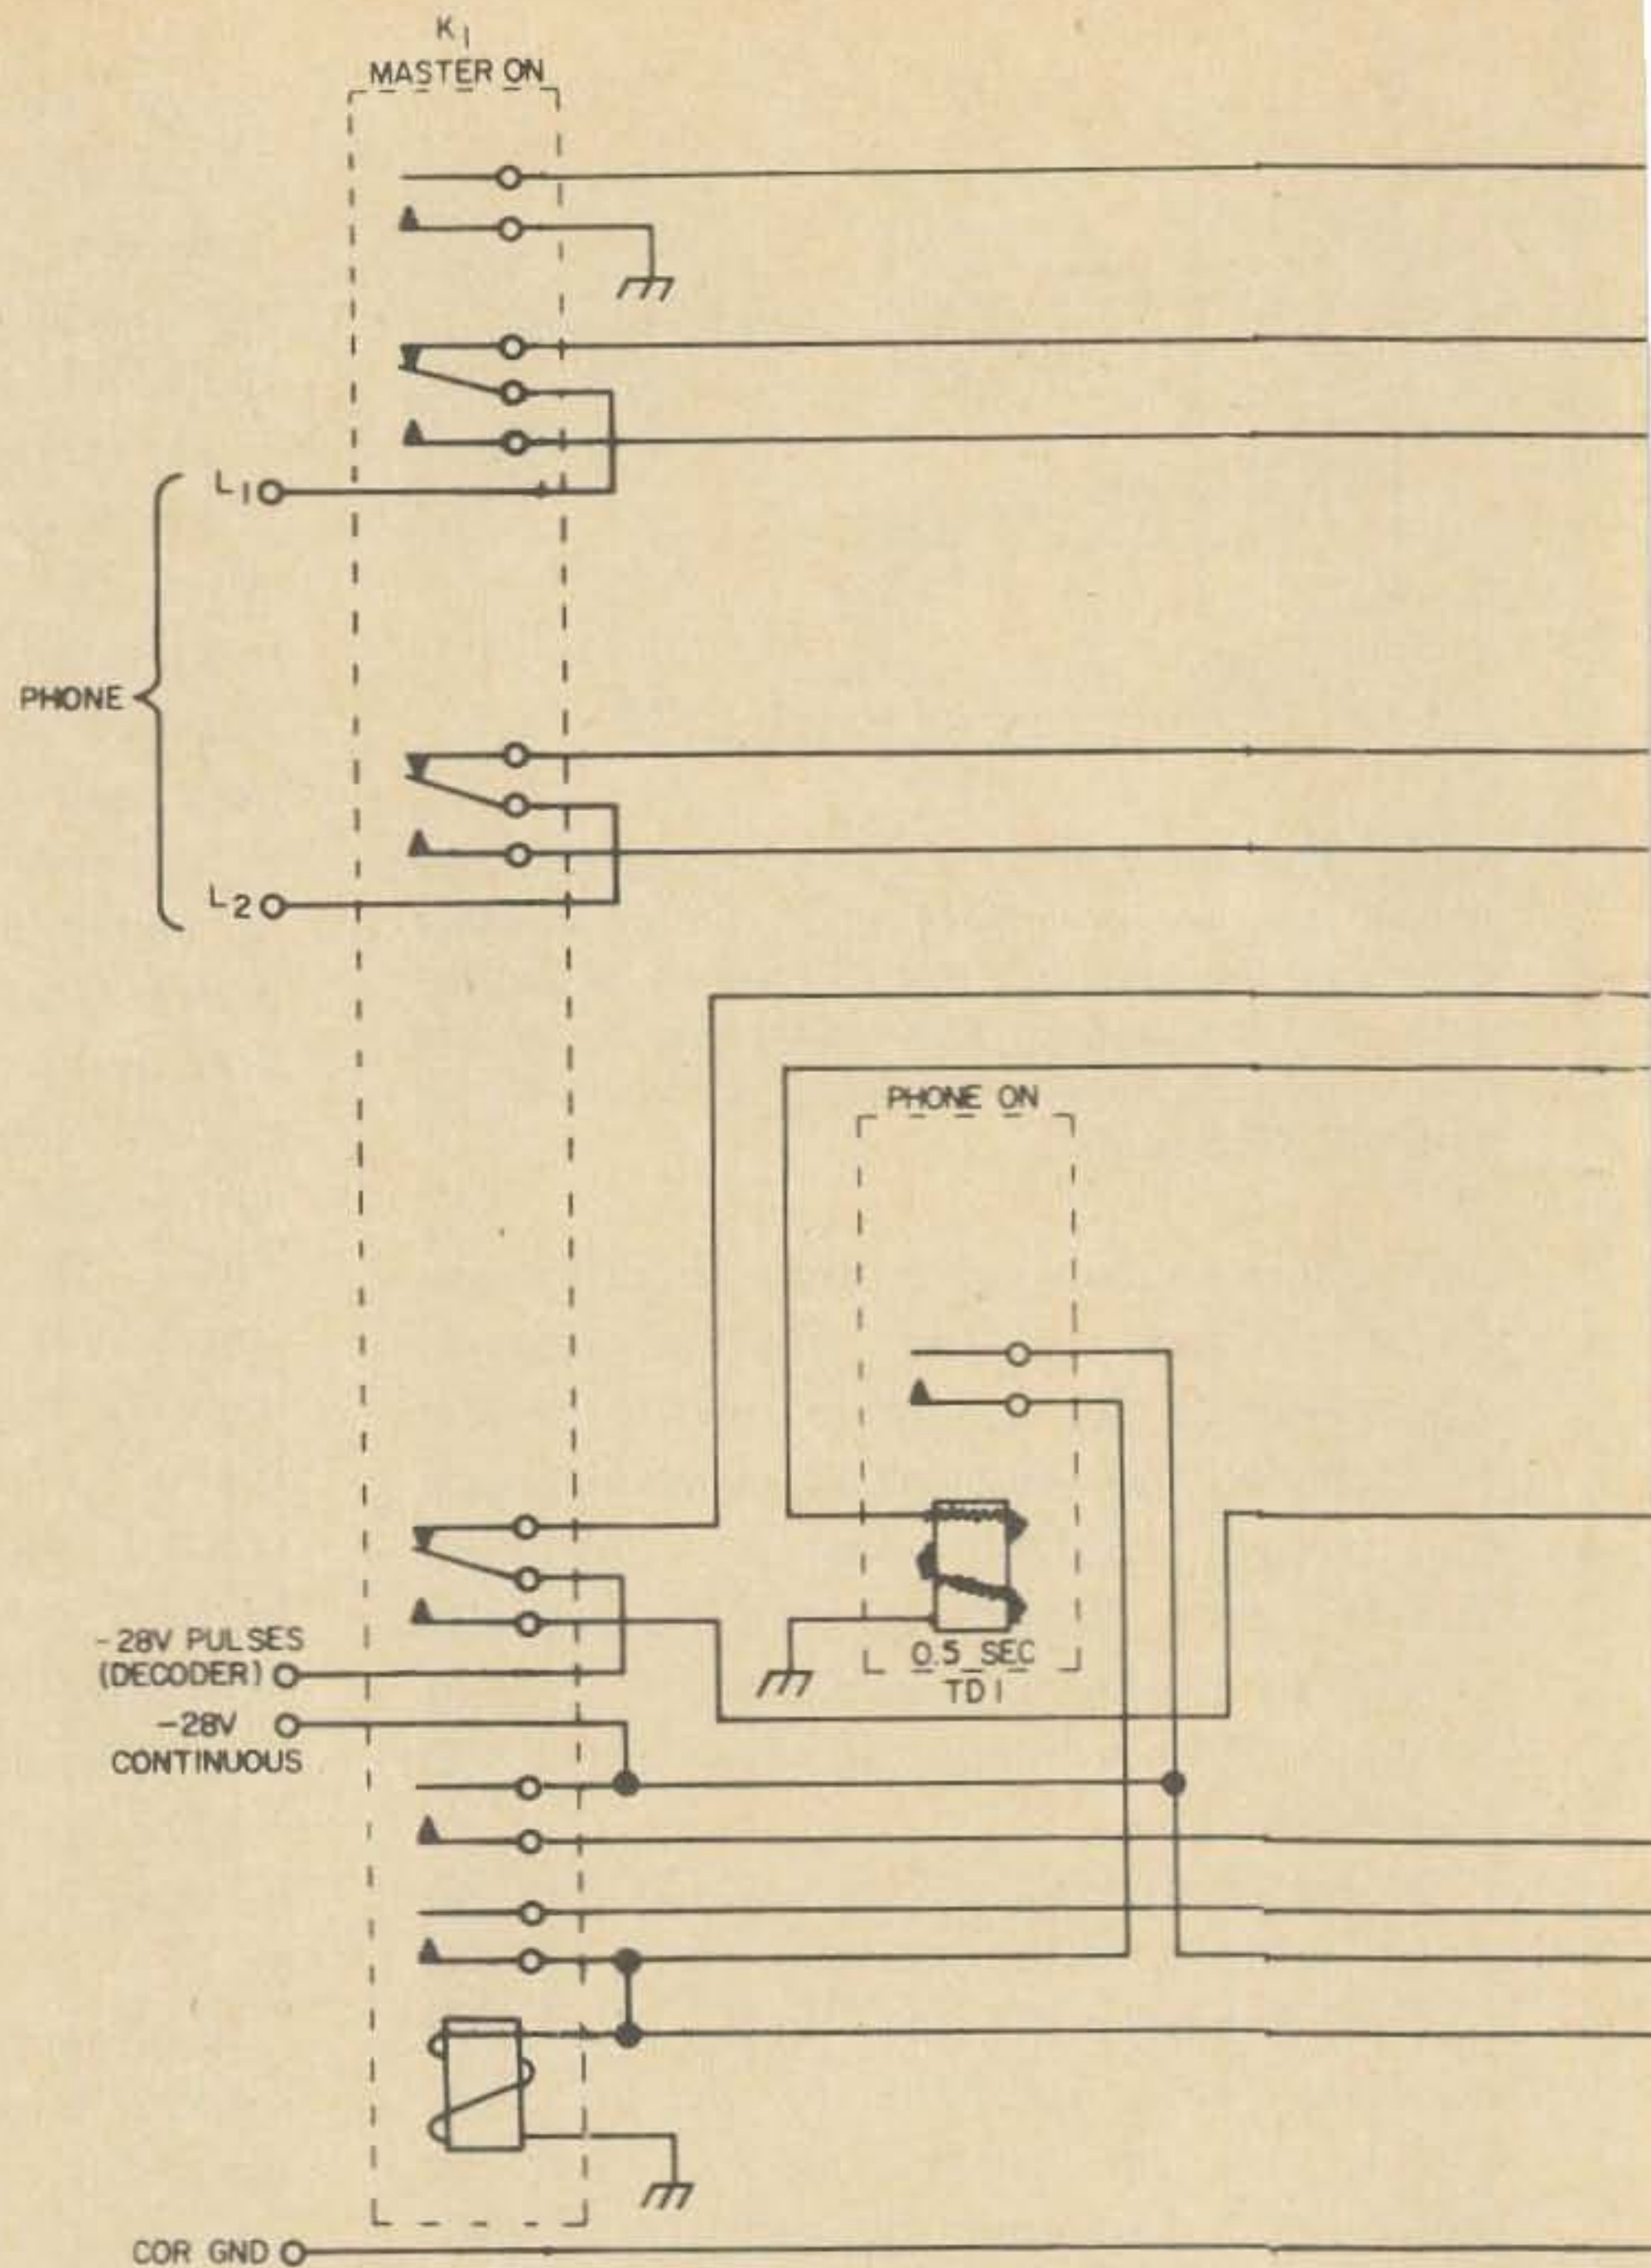 K1
MASTER ON
L1
PHONE
L2
PHONE ON
-28V PULSES
(DECODER)
0.5 SEC
TD1
-28V
CONTINUOUS
COR GND